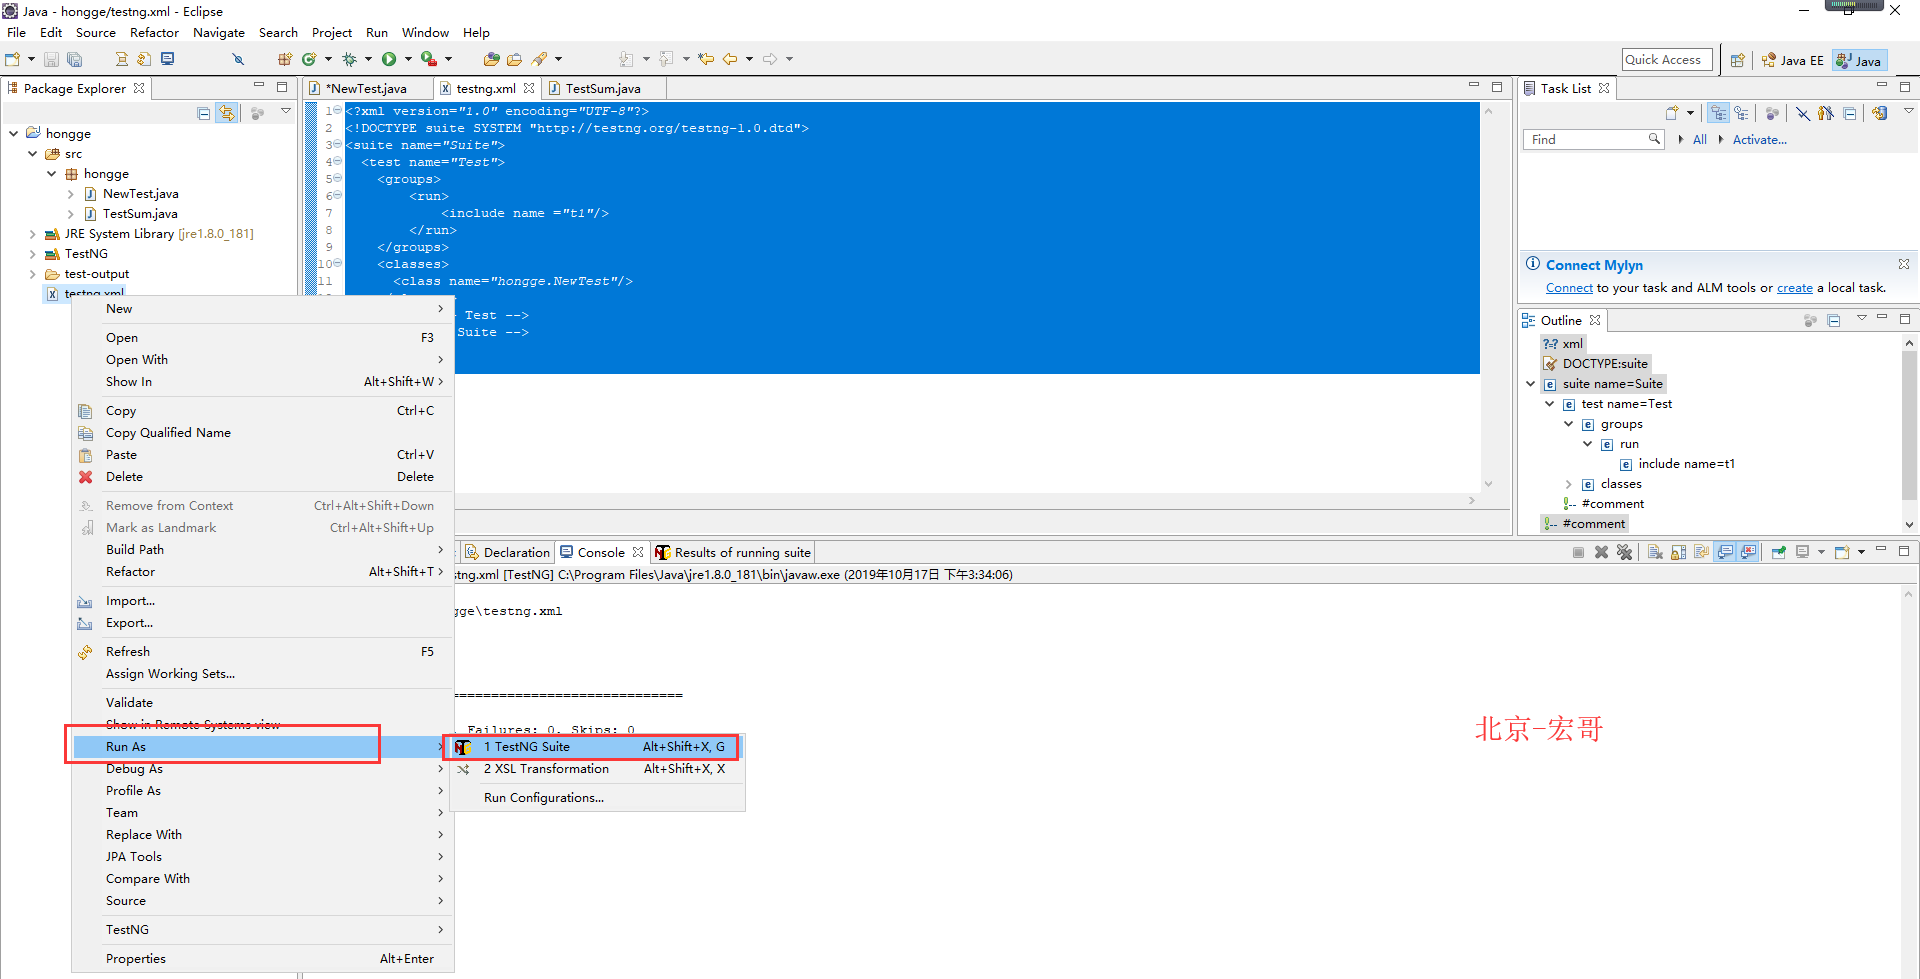 Java - hongge/testng.xml - Eclipse
File Edit Source Refactor Navigate Search Project Run Window Help
Quick Access
Java EE
Java
Package Explorer
hongge
src
hongge
NewTest.java
TestSum.java
JRE System Library [jre1.8.0_181]
TestNG
test-output
testng.xml
*NewTest.java
testng.xml
TestSum.java
1 <?xml version="1.0" encoding="UTF-8"?>
2 <!DOCTYPE suite SYSTEM "http://testng.org/testng-1.0.dtd">
3 <suite name="Suite">
4 <test name="Test">
5 <groups>
6 <run>
7 <include name ="t1"/>
8 </run>
9 </groups>
10 <classes>
11 <class name="hongge.NewTest"/>
Test -->
Suite -->
New
Open F3
Open With
Show In Alt+Shift+W
Copy Ctrl+C
Copy Qualified Name
Paste Ctrl+V
Delete Delete
Remove from Context Ctrl+Alt+Shift+Down
Mark as Landmark Ctrl+Alt+Shift+Up
Build Path
Refactor Alt+Shift+T
Import...
Export...
Refresh F5
Assign Working Sets...
Validate
Show in Remote Systems view
Run As
Debug As
Profile As
Team
Replace With
JPA Tools
Compare With
Source
TestNG
Properties Alt+Enter
1 TestNG Suite Alt+Shift+X, G
2 XSL Transformation Alt+Shift+X, X
Run Configurations...
Declaration
Console
Results of running suite
stng.xml [TestNG] C:\Program Files\Java\jre1.8.0_181\bin\javaw.exe (2019年10月17日 下午3:34:06)
gge\testng.xml
=============================
Failures: 0, Skips: 0
北京-宏哥
Task List
Find
All
Activate...
Connect Mylyn
Connect to your task and ALM tools or create a local task.
Outline
xml
DOCTYPE:suite
suite name=Suite
test name=Test
groups
run
include name=t1
classes
#comment
#comment